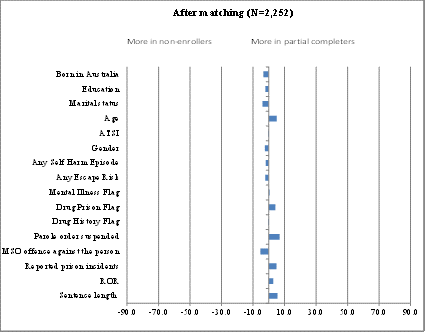 After matching (N=2,252)
More in non-enrollers More in partial completers
Born in Australia
Education
Marital status
Age
ATSI
Gender
Any Self Harm Episode
Any Escape Risk
Mental Illness Flag
Drug Prison Flag
Drug History Flag
Parole order suspended
MSO offence against the person
Reported prison incidents
ROR
Sentence length
-90.0 -70.0 -50.0 -30.0 -10.0 10.0 30.0 50.0 70.0 90.0